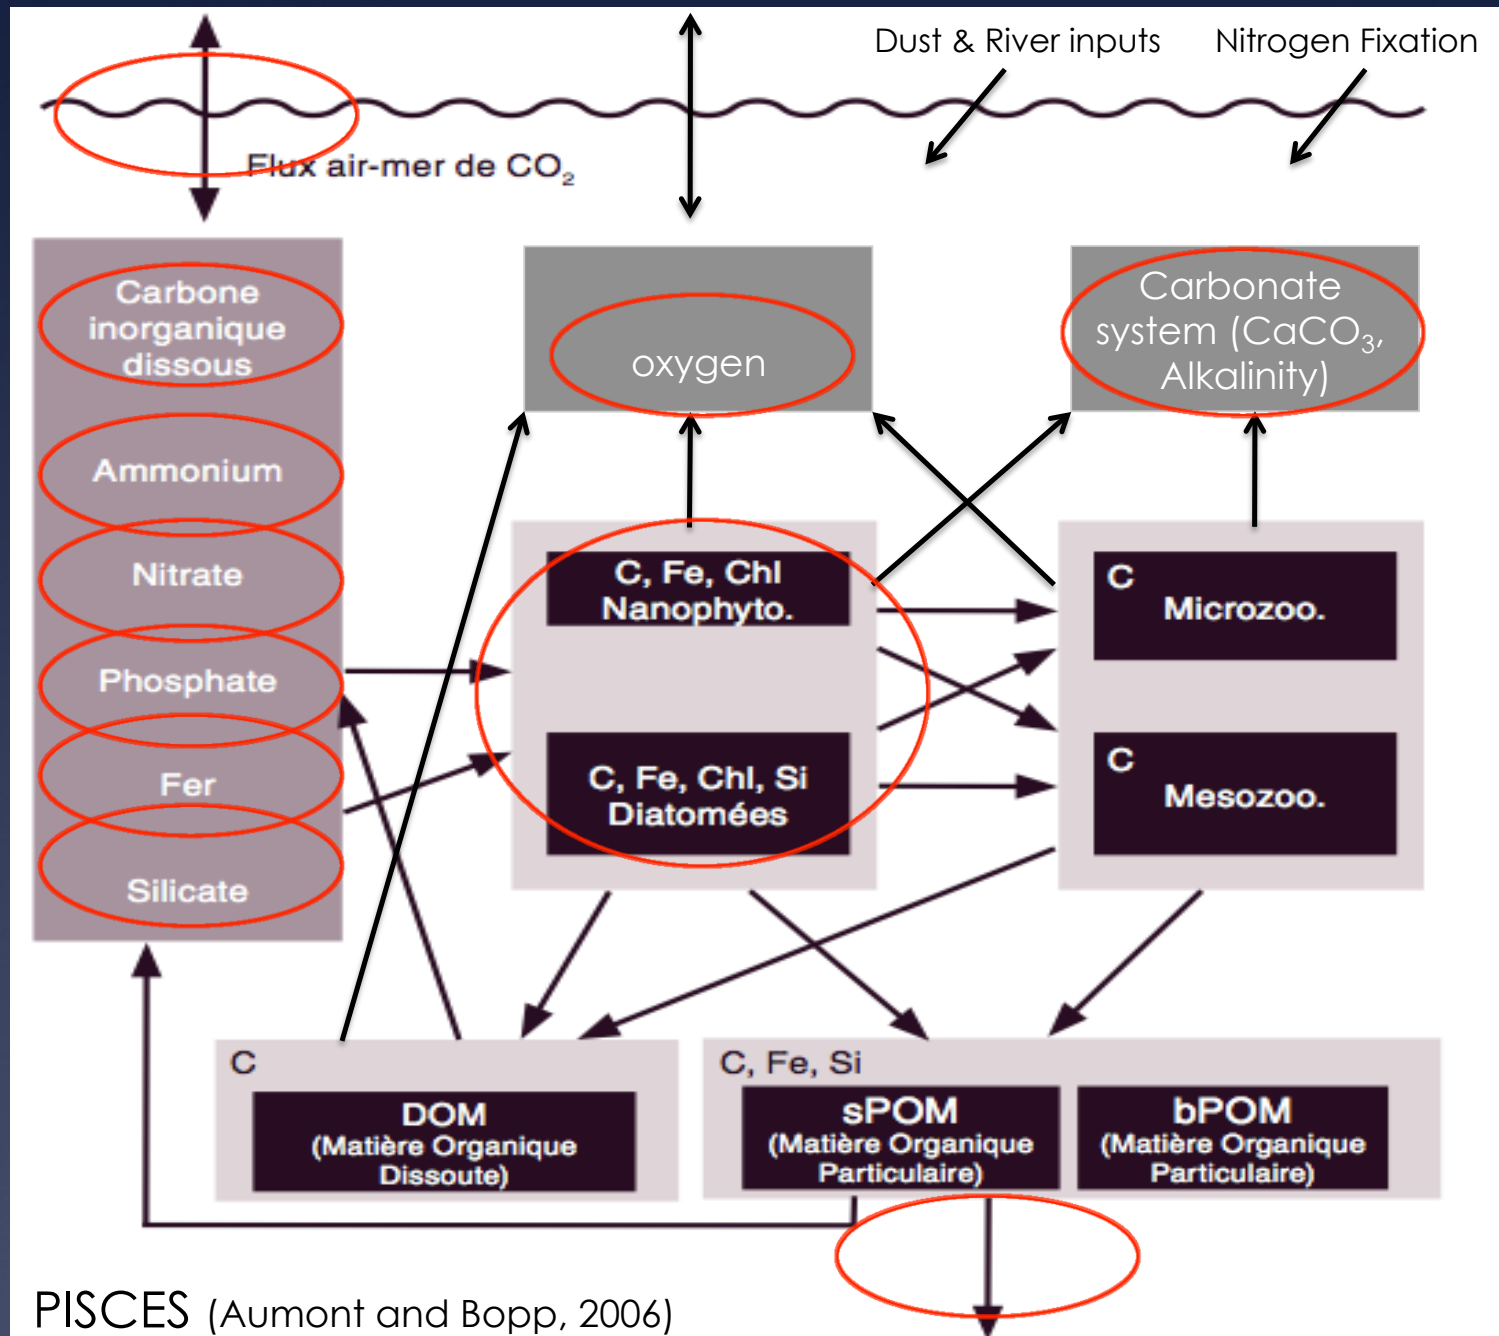 Dust & River inputs
Nitrogen Fixation
Flux air-mer de CO₂
Carbone
inorganique
dissous
Ammonium
Nitrate
Phosphate
Fer
Silicate
oxygen
Carbonate
system (CaCO₃,
Alkalinity)
C, Fe, Chl
Nanophyto.
C, Fe, Chl, Si
Diatomées
C
Microzoo.
C
Mesozoo.
C
DOM
(Matière Organique
Dissoute)
C, Fe, Si
sPOM
(Matière Organique
Particulaire)
bPOM
(Matière Organique
Particulaire)
PISCES (Aumont and Bopp, 2006)